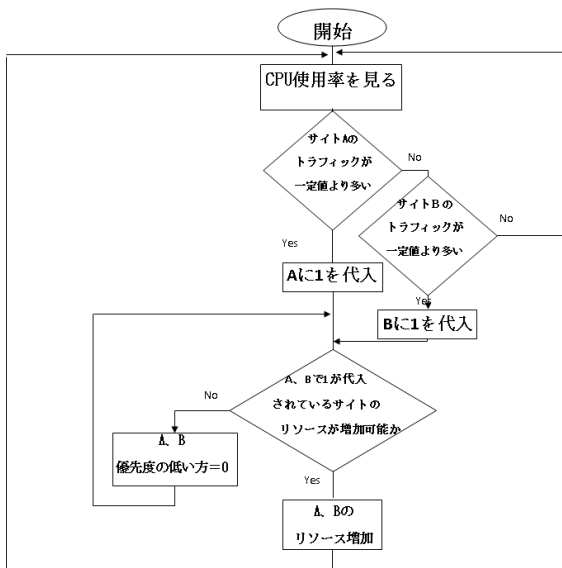 開始
CPU使用率を見る
サイトAの
トラフィックが
一定値より多い
No
サイトBの
トラフィックが
一定値より多い
No
Yes
Aに1を代入
Yes
Bに1を代入
A、Bで1が代入
されているサイトの
リソースが増加可能か
No
A、B
優先度の低い方＝0
Yes
A、Bの
リソース増加